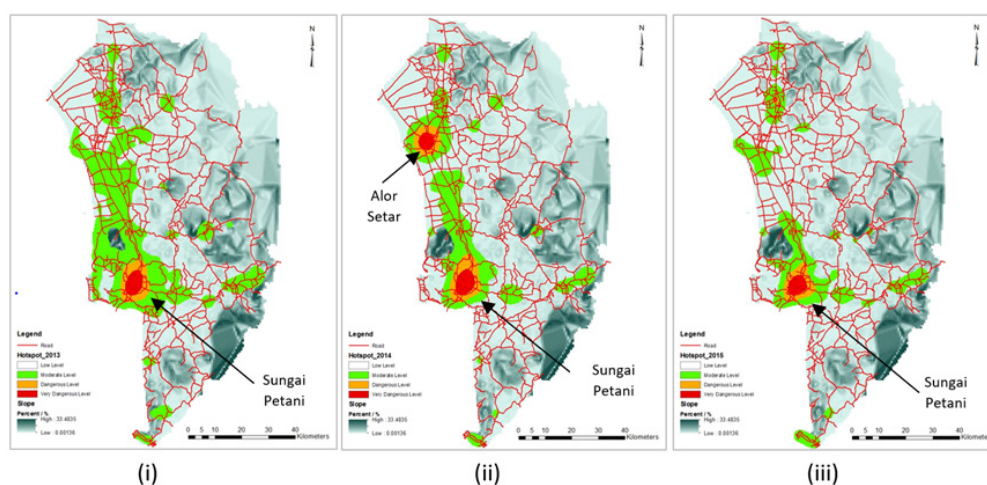 N
Legend
Road
Hotspot_2013
Low Level
Moderate Level
Dangerous Level
Very Dangerous Level
Slope
Percent / %
High : 33.4835
Low : 0.00136
Sungai
Petani
0 5 10 20 30 40
Kilometers
(i)
N
Alor
Setar
Legend
Road
Hotspot_2014
Low Level
Moderate Level
Dangerous Level
Very Dangerous Level
Slope
Percent / %
High : 33.4835
Low : 0.00136
Sungai
Petani
0 5 10 20 30 40
Kilometers
(ii)
N
Legend
Road
Hotspot_2015
Low Level
Moderate Level
Dangerous Level
Very Dangerous Level
Slope
Percent / %
High : 33.4835
Low : 0.00136
Sungai
Petani
0 5 10 20 30 40
Kilometers
(iii)